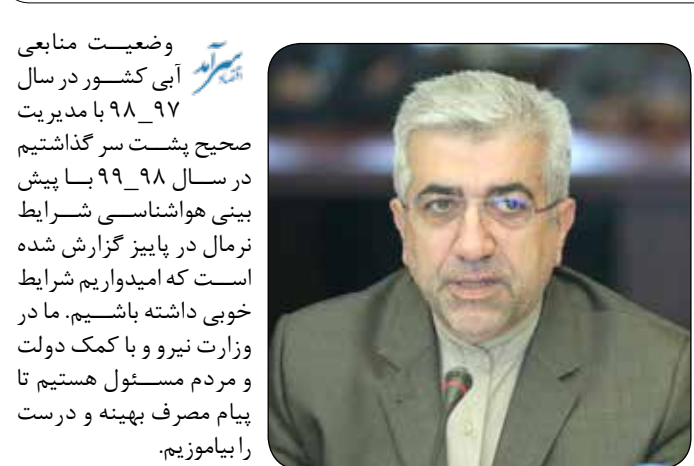 وضعیت منابعی
آبی کشور در سال
۹۷_۹۸ با مدیریت
صحیح پشت سر گذاشتیم
در سال ۹۸_۹۹ با پیش
بینی هواشناسی شرایط
نرمال در پاییز گزارش شده
است که امیدواریم شرایط
خوبی داشته باشیم. ما در
وزارت نیرو و با کمک دولت
و مردم مسئول هستیم تا
پیام مصرف بهینه و درست
را بیاموزیم.
اقتصاد سرآمد